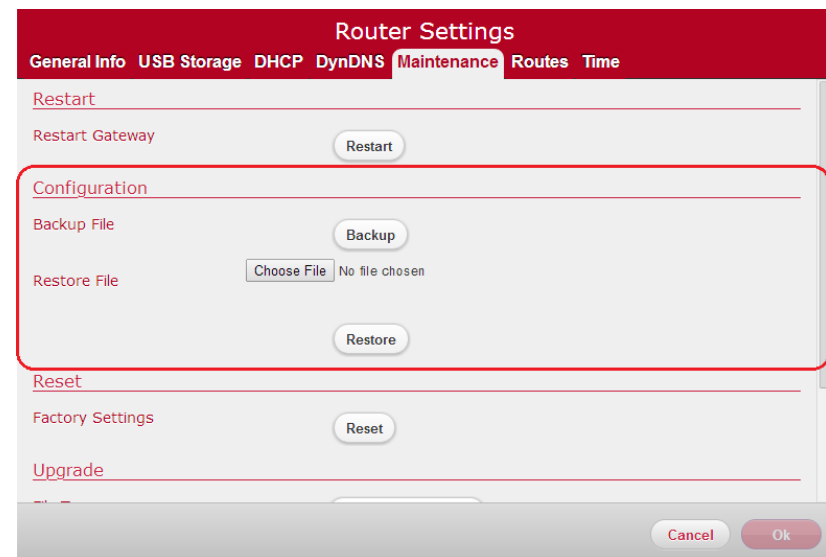 Router Settings
General Info USB Storage DHCP DynDNS Maintenance Routes Time
Restart
Restart Gateway Restart
Configuration
Backup File Backup
Restore File Choose File No file chosen
Restore
Reset
Factory Settings Reset
Upgrade
Cancel Ok